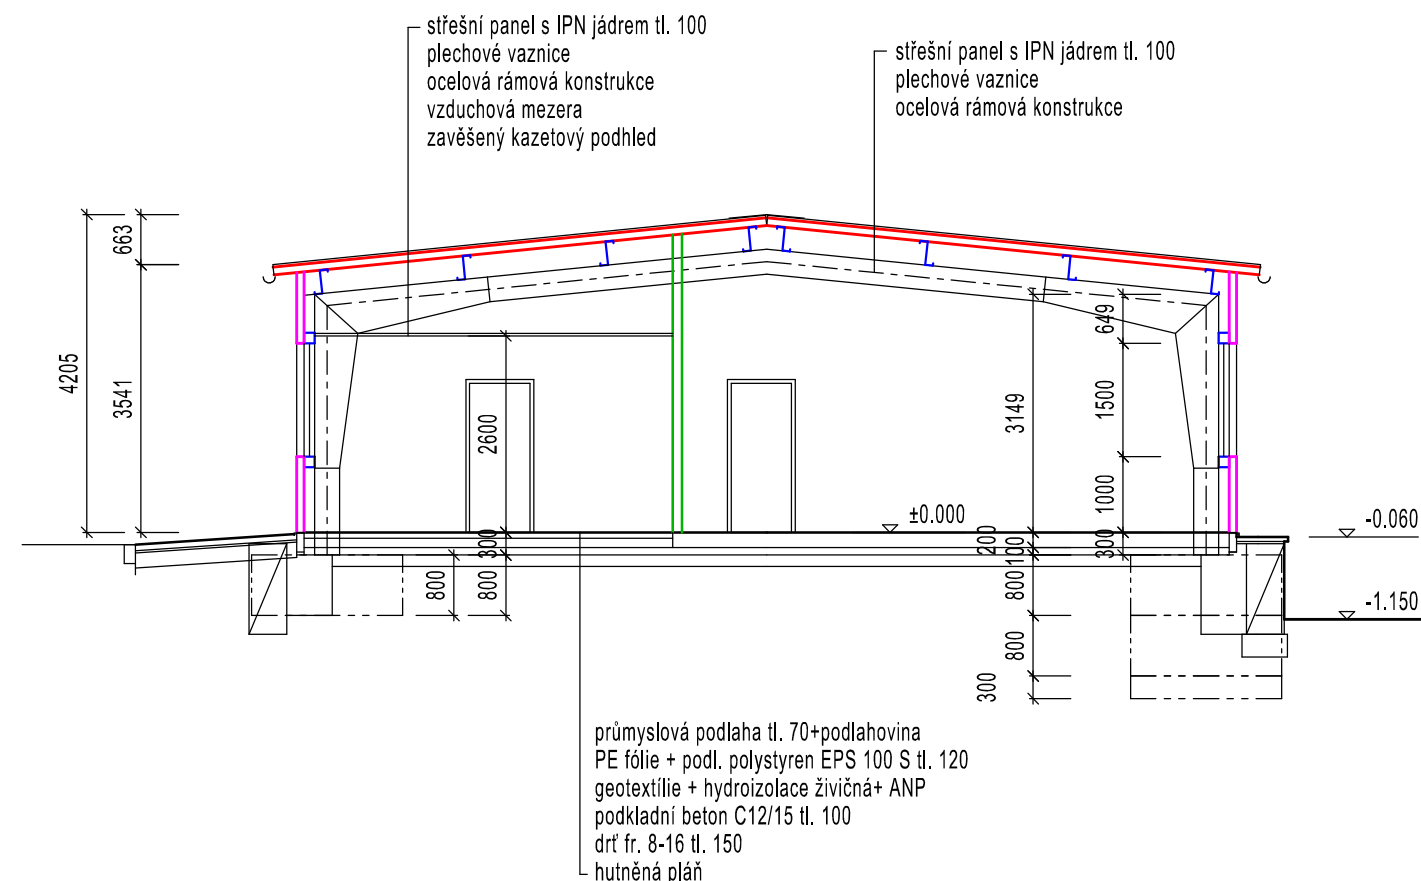 střešní panel s IPN jádrem tl. 100
plechové vaznice
ocelová rámová konstrukce
vzduchová mezera
zavěšený kazetový podhled
střešní panel s IPN jádrem tl. 100
plechové vaznice
ocelová rámová konstrukce
663
4205
3541
2600
300
800
800
3149
649
1500
1000
±0.000
200
100
300
800
800
300
-0.060
-1.150
průmyslová podlaha tl. 70+podlahovina
PE fólie + podl. polystyren EPS 100 S tl. 120
geotextílie + hydroizolace živičná+ ANP
podkladní beton C12/15 tl. 100
drť fr. 8-16 tl. 150
hutněná pláň